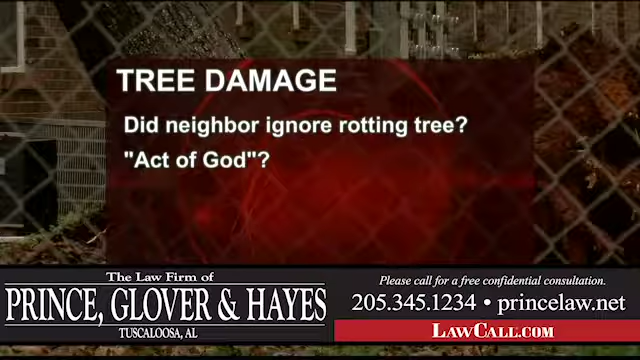 TREE DAMAGE
Did neighbor ignore rotting tree?
"Act of God"?
The Law Firm of
PRINCE, GLOVER & HAYES
TUSCALOOSA, AL
Please call for a free confidential consultation.
205.345.1234 • princelaw.net
LAWCALL.COM